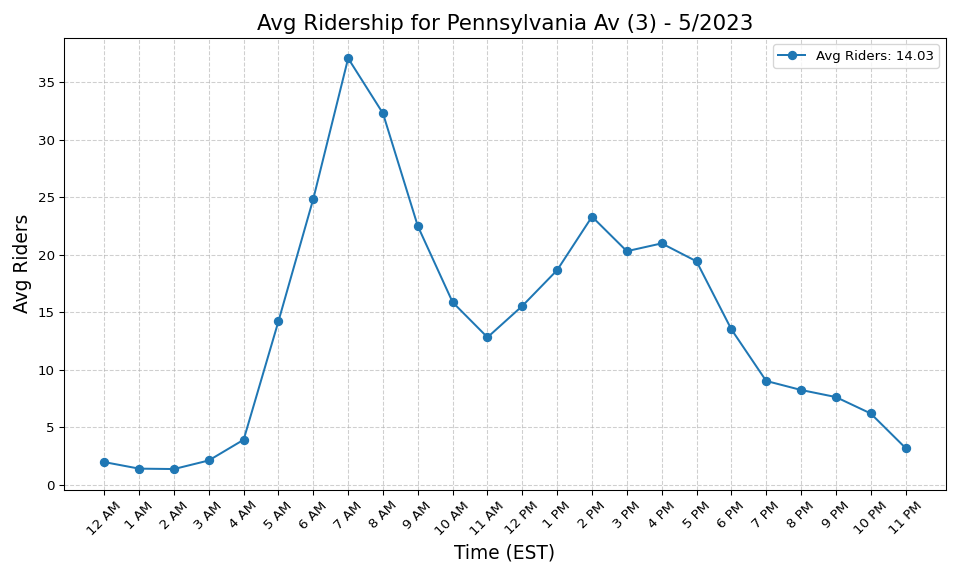 Avg Ridership for Pennsylvania Av (3) - 5/2023
Avg Riders: 14.03
Avg Riders
35
30
25
20
15
10
5
0
12 AM
1 AM
2 AM
3 AM
4 AM
5 AM
6 AM
7 AM
8 AM
9 AM
10 AM
11 AM
12 PM
1 PM
2 PM
3 PM
4 PM
5 PM
6 PM
7 PM
8 PM
9 PM
10 PM
11 PM
Time (EST)